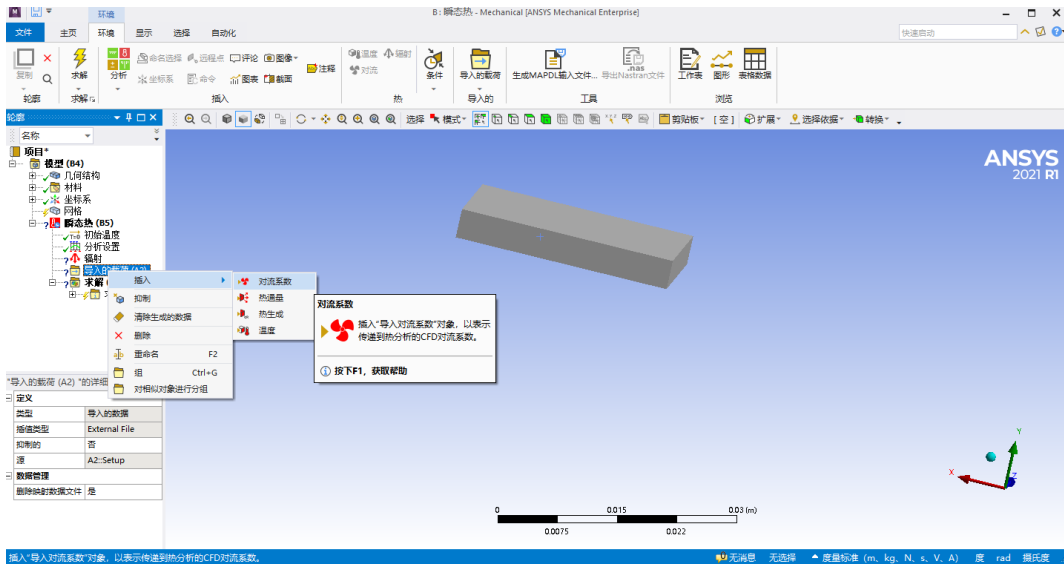 环境
B : 瞬态热 - Mechanical [ANSYS Mechanical Enterprise]
文件 主页 环境 显示 选择 自动化 快速启动
复制 求解 分析 命名选择 远程点 评论 图像 注释 温度 辐射 条件 导入的载荷 生成MAPDL输入文件... 导出Nastran文件 工作表 图形 表格数据
坐标系 命令 图表 截面 对流
.nas
轮廓 求解 插入 热 导入的 工具 浏览
轮廓 选择 模式 剪贴板 [空] 扩展 选择依据 转换
名称
项目*
模型 (B4)
几何结构
材料
坐标系
网格
瞬态热 (B5)
初始温度
分析设置
辐射
导入的载荷 (A2)
求解
插入
抑制
清除生成的数据
删除
重命名 F2
组 Ctrl+G
对相似对象进行分组
对流系数
热通量
热生成
温度
对流系数
插入“导入对流系数”对象，以表示
传递到热分析的CFD对流系数。
按下F1，获取帮助
ANSYS
2021 R1
"导入的载荷 (A2) "的详细
定义
类型 导入的数据
插值类型 External File
抑制的 否
源 A2::Setup
数据管理
删除映射数据文件 是
Y
X
Z
0 0.015 0.03 (m)
0.0075 0.022
插入“导入对流系数”对象，以表示传递到热分析的CFD对流系数。 无消息 无选择 度量标准 (m、kg、N、s、V、A) 度 rad 摄氏度